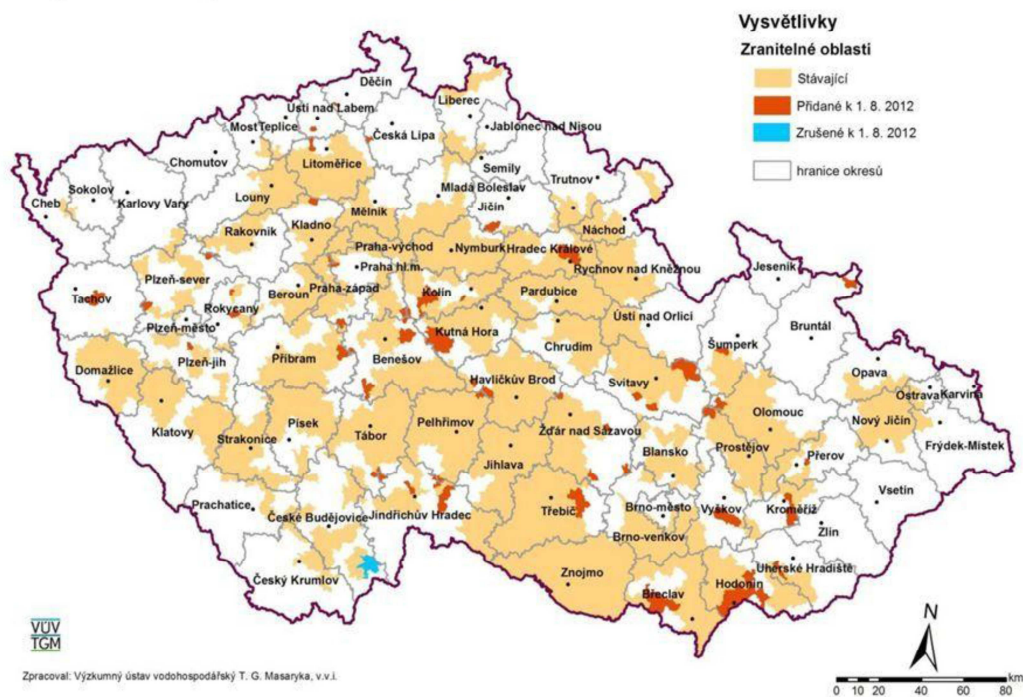 Vysvětlivky
Zranitelné oblasti
Stávající
Přidané k 1. 8. 2012
Zrušené k 1. 8. 2012
hranice okresů
Děčín
Liberec
Ústí nad Labem
Jablonec nad Nisou
Most Teplice
Česká Lípa
Chomutov
Litoměřice
Semily
Trutnov
Sokolov
Mladá Boleslav
Cheb
Karlovy Vary
Louny
Jičín
Mělník
Kladno
Náchod
Rakovník
Praha-východ
Nymburk
Hradec Králové
Praha hl.m.
Rychnov nad Kněžnou
Jeseník
Plzeň-sever
Tachov
Beroun
Praha-západ
Kolín
Pardubice
Rokycany
Ústí nad Orlicí
Bruntál
Plzeň-město
Kutná Hora
Šumperk
Chrudim
Plzeň-jih
Příbram
Benešov
Domažlice
Opava
Havlíčkův Brod
Svitavy
Ostrava
Karviná
Olomouc
Klatovy
Písek
Pelhřimov
Nový Jičín
Strakonice
Tábor
Žďár nad Sázavou
Frýdek-Místek
Blansko
Prostějov
Přerov
Jihlava
Prachatice
Vsetín
České Budějovice
Jindřichův Hradec
Třebíč
Brno-město
Vyškov
Kroměříž
Zlín
Brno-venkov
Uherské Hradiště
Český Krumlov
Znojmo
Hodonín
Břeclav
N
VÚV
TGM
km
0 10 20 40 60 80
Zpracoval: Výzkumný ústav vodohospodářský T. G. Masaryka, v.v.i.